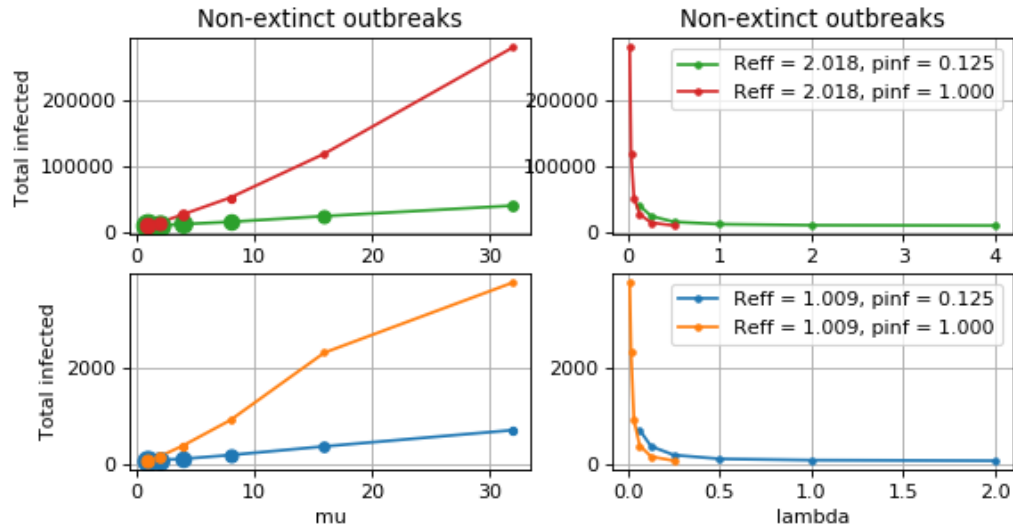 Non-extinct outbreaks
Non-extinct outbreaks
Total infected
200000
100000
0
0
10
20
30
mu
200000
100000
0
Reff = 2.018, pinf = 0.125
Reff = 2.018, pinf = 1.000
0
1
2
3
4
Total infected
2000
0
0
10
20
30
mu
2000
0
Reff = 1.009, pinf = 0.125
Reff = 1.009, pinf = 1.000
0.0
0.5
1.0
1.5
2.0
lambda